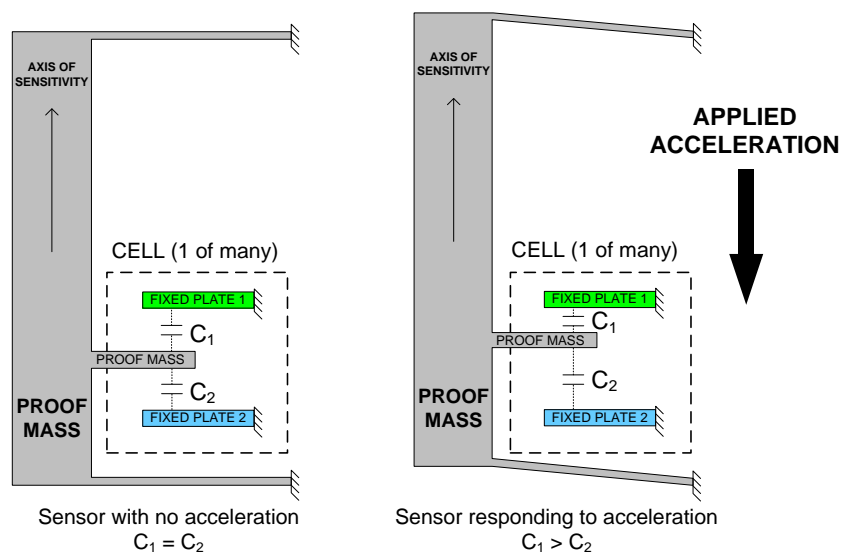 AXIS OF
SENSITIVITY
CELL (1 of many)
FIXED PLATE 1
C1
PROOF MASS
C2
FIXED PLATE 2
PROOF
MASS
Sensor with no acceleration
C1 = C2
AXIS OF
SENSITIVITY
APPLIED
ACCELERATION
CELL (1 of many)
FIXED PLATE 1
C1
PROOF MASS
C2
FIXED PLATE 2
PROOF
MASS
Sensor responding to acceleration
C1 > C2